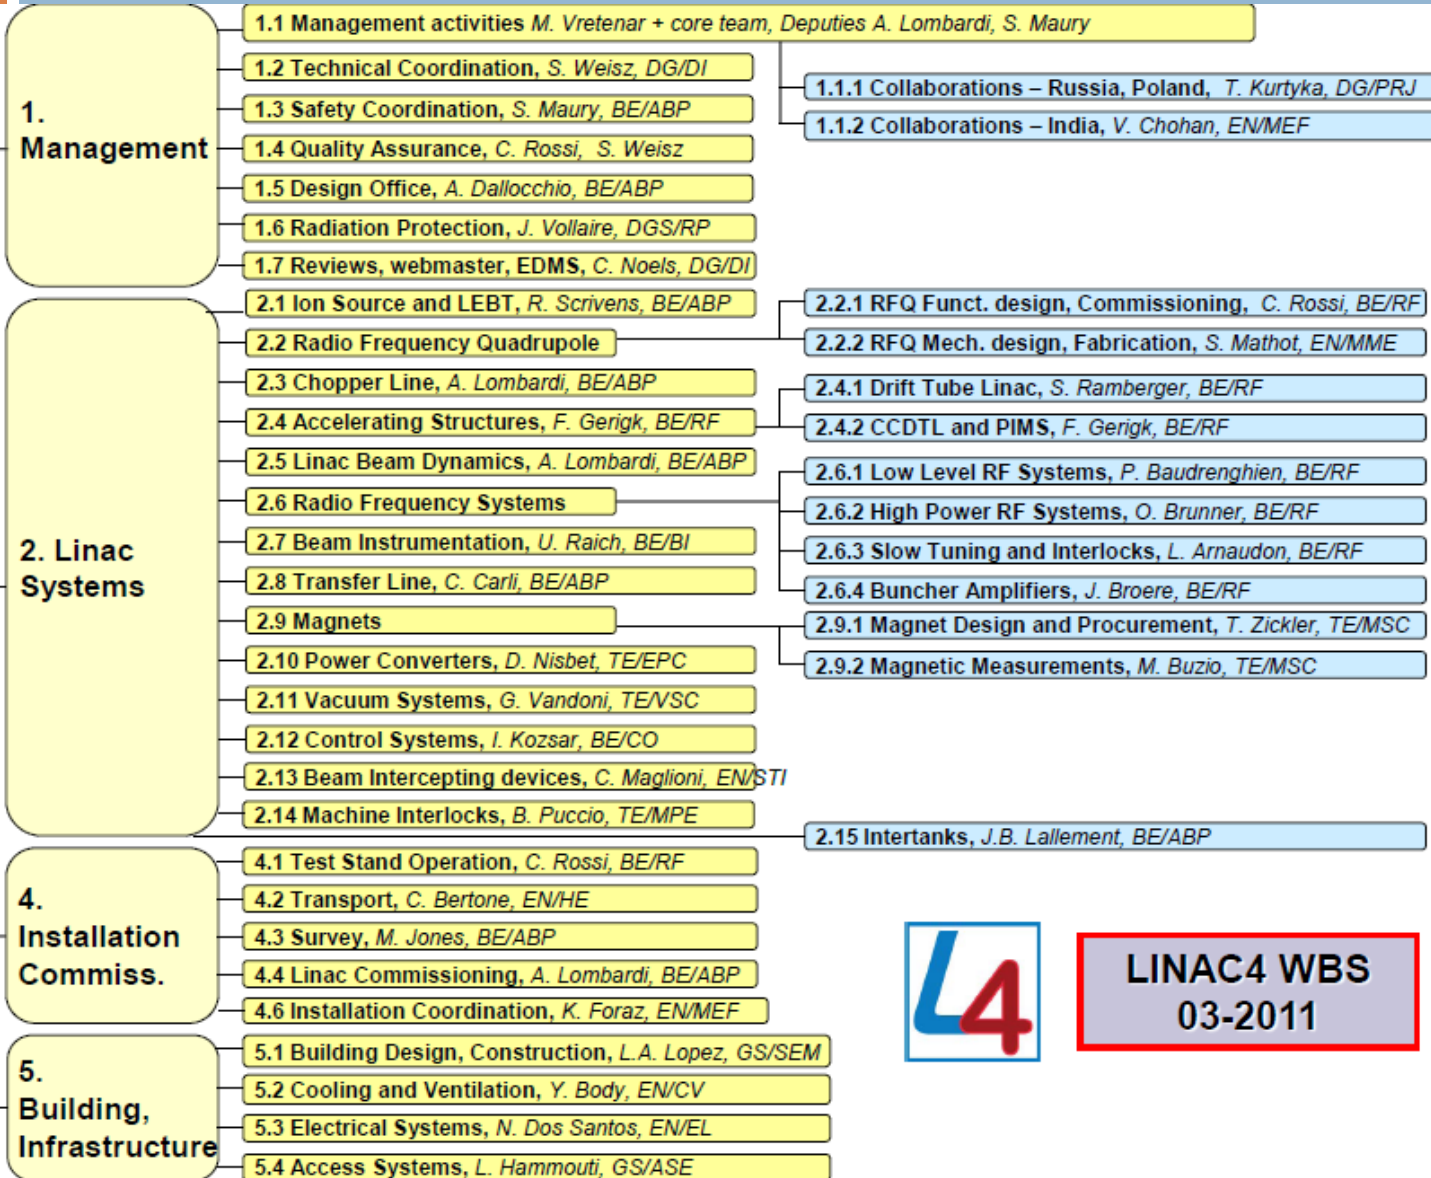 1.
Management
1.1 Management activities M. Vretenar + core team, Deputies A. Lombardi, S. Maury
1.1.1 Collaborations – Russia, Poland, T. Kurtyka, DG/PRJ
1.1.2 Collaborations – India, V. Chohan, EN/MEF
1.2 Technical Coordination, S. Weisz, DG/DI
1.3 Safety Coordination, S. Maury, BE/ABP
1.4 Quality Assurance, C. Rossi, S. Weisz
1.5 Design Office, A. Dallocchio, BE/ABP
1.6 Radiation Protection, J. Vollaire, DGS/RP
1.7 Reviews, webmaster, EDMS, C. Noels, DG/DI
2. Linac
Systems
2.1 Ion Source and LEBT, R. Scrivens, BE/ABP
2.2 Radio Frequency Quadrupole
2.2.1 RFQ Funct. design, Commissioning, C. Rossi, BE/RF
2.2.2 RFQ Mech. design, Fabrication, S. Mathot, EN/MME
2.3 Chopper Line, A. Lombardi, BE/ABP
2.4 Accelerating Structures, F. Gerigk, BE/RF
2.4.1 Drift Tube Linac, S. Ramberger, BE/RF
2.4.2 CCDTL and PIMS, F. Gerigk, BE/RF
2.5 Linac Beam Dynamics, A. Lombardi, BE/ABP
2.6 Radio Frequency Systems
2.6.1 Low Level RF Systems, P. Baudrenghien, BE/RF
2.6.2 High Power RF Systems, O. Brunner, BE/RF
2.6.3 Slow Tuning and Interlocks, L. Arnaudon, BE/RF
2.6.4 Buncher Amplifiers, J. Broere, BE/RF
2.7 Beam Instrumentation, U. Raich, BE/BI
2.8 Transfer Line, C. Carli, BE/ABP
2.9 Magnets
2.9.1 Magnet Design and Procurement, T. Zickler, TE/MSC
2.9.2 Magnetic Measurements, M. Buzio, TE/MSC
2.10 Power Converters, D. Nisbet, TE/EPC
2.11 Vacuum Systems, G. Vandoni, TE/VSC
2.12 Control Systems, I. Kozsar, BE/CO
2.13 Beam Intercepting devices, C. Maglioni, EN/STI
2.14 Machine Interlocks, B. Puccio, TE/MPE
2.15 Intertanks, J.B. Lallement, BE/ABP
4.
Installation
Commiss.
4.1 Test Stand Operation, C. Rossi, BE/RF
4.2 Transport, C. Bertone, EN/HE
4.3 Survey, M. Jones, BE/ABP
4.4 Linac Commissioning, A. Lombardi, BE/ABP
4.6 Installation Coordination, K. Foraz, EN/MEF
5.
Building,
Infrastructure
5.1 Building Design, Construction, L.A. Lopez, GS/SEM
5.2 Cooling and Ventilation, Y. Body, EN/CV
5.3 Electrical Systems, N. Dos Santos, EN/EL
5.4 Access Systems, L. Hammouti, GS/ASE
L4
LINAC4 WBS
03-2011